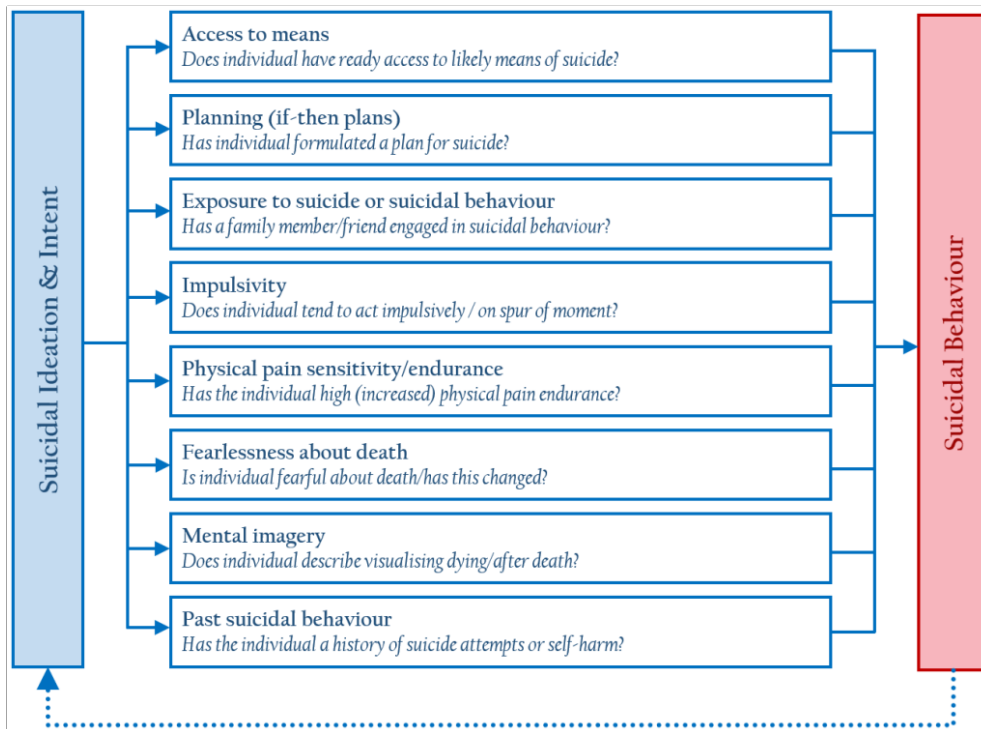 Suicidal Ideation & Intent
Access to means
Does individual have ready access to likely means of suicide?
Planning (if-then plans)
Has individual formulated a plan for suicide?
Exposure to suicide or suicidal behaviour
Has a family member/friend engaged in suicidal behaviour?
Impulsivity
Does individual tend to act impulsively / on spur of moment?
Physical pain sensitivity/endurance
Has the individual high (increased) physical pain endurance?
Fearlessness about death
Is individual fearful about death/has this changed?
Mental imagery
Does individual describe visualising dying/after death?
Past suicidal behaviour
Has the individual a history of suicide attempts or self-harm?
Suicidal Behaviour